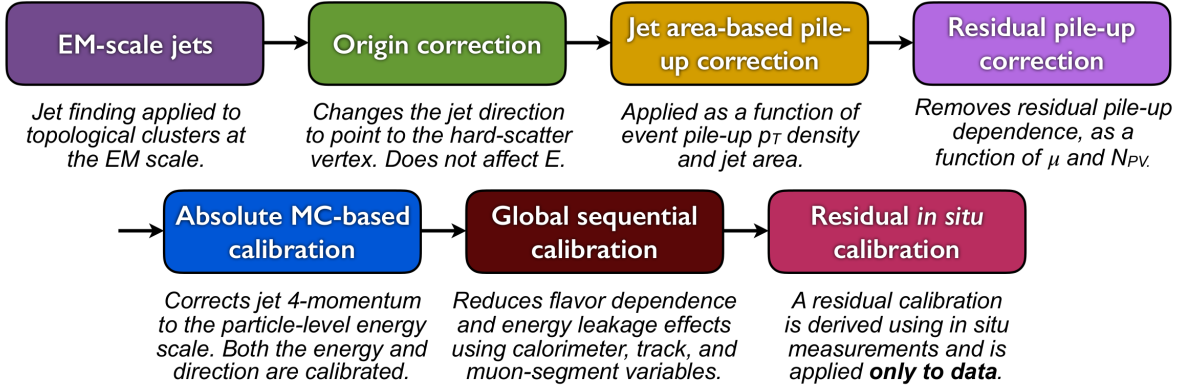 EM-scale jets
Origin correction
Jet area-based pile-
up correction
Residual pile-up
correction
Jet finding applied to
topological clusters at
the EM scale.
Changes the jet direction
to point to the hard-scatter
vertex. Does not affect E.
Applied as a function of
event pile-up pT density
and jet area.
Removes residual pile-up
dependence, as a
function of μ and NPV.
Absolute MC-based
calibration
Global sequential
calibration
Residual in situ
calibration
Corrects jet 4-momentum
to the particle-level energy
scale. Both the energy and
direction are calibrated.
Reduces flavor dependence
and energy leakage effects
using calorimeter, track, and
muon-segment variables.
A residual calibration
is derived using in situ
measurements and is
applied only to data.